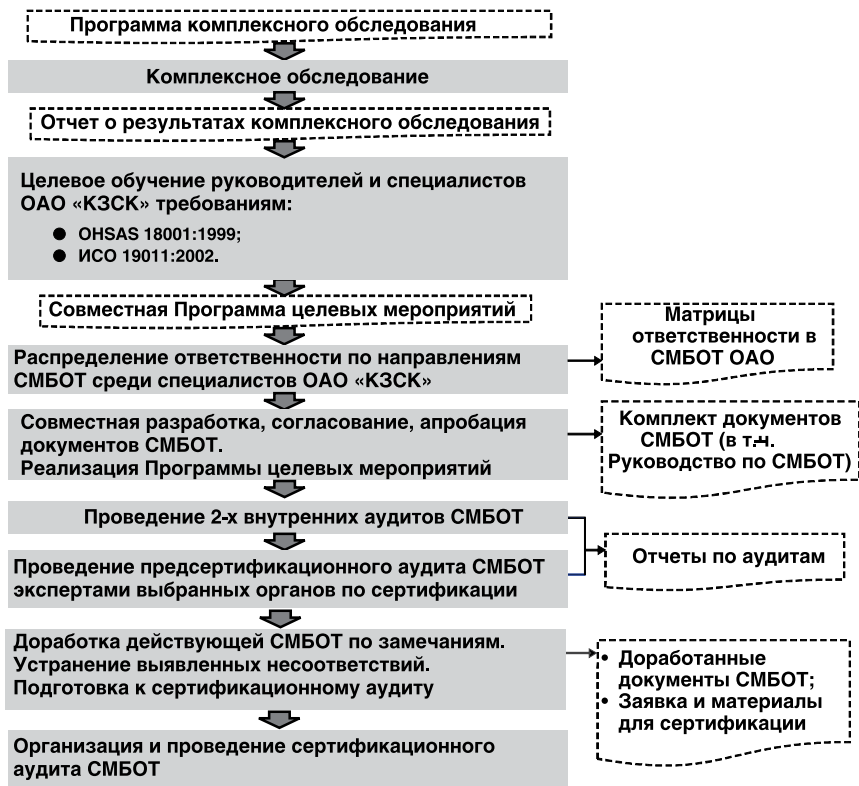 Программа комплексного обследования
Комплексное обследование
Отчет о результатах комплексного обследования
Целевое обучение руководителей и специалистов
ОАО «КЗСК» требованиям:
● OHSAS 18001:1999;
● ИСО 19011:2002.
Совместная Программа целевых мероприятий
Распределение ответственности по направлениям
СМБОТ среди специалистов ОАО «КЗСК»
Матрицы
ответственности в
СМБОТ ОАО
Совместная разработка, согласование, апробация
документов СМБОТ.
Реализация Программы целевых мероприятий
Комплект документов
СМБОТ (в т.ч.
Руководство по СМБОТ)
Проведение 2-х внутренних аудитов СМБОТ
Проведение предсертификационного аудита СМБОТ
экспертами выбранных органов по сертификации
Отчеты по аудитам
Доработка действующей СМБОТ по замечаниям.
Устранение выявленных несоответствий.
Подготовка к сертификационному аудиту
• Доработанные
документы СМБОТ;
• Заявка и материалы
для сертификации
Организация и проведение сертификационного
аудита СМБОТ